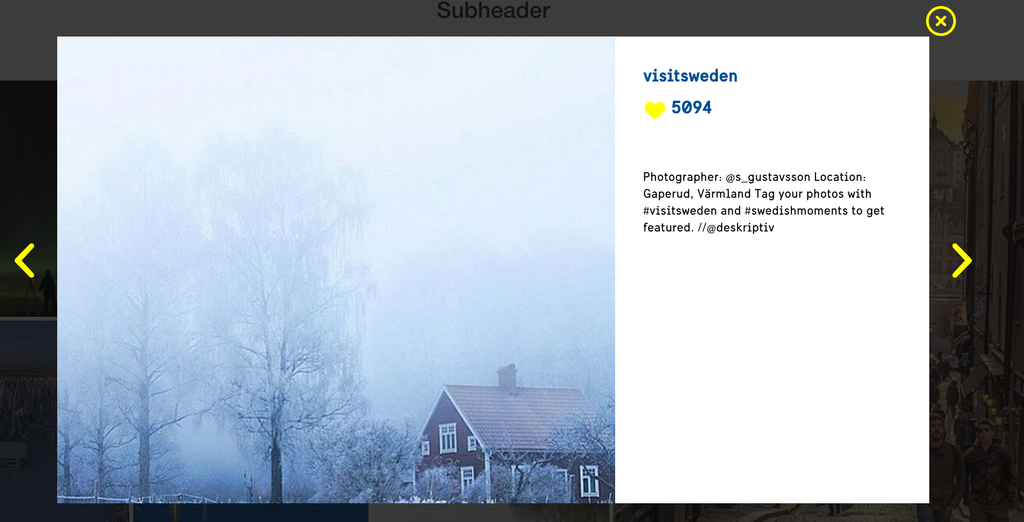 Subheader
visitsweden
5094
Photographer: @s_gustavsson Location:
Gaperud, Värmland Tag your photos with
#visitsweden and #swedishmoments to get
featured. //@deskriptiv